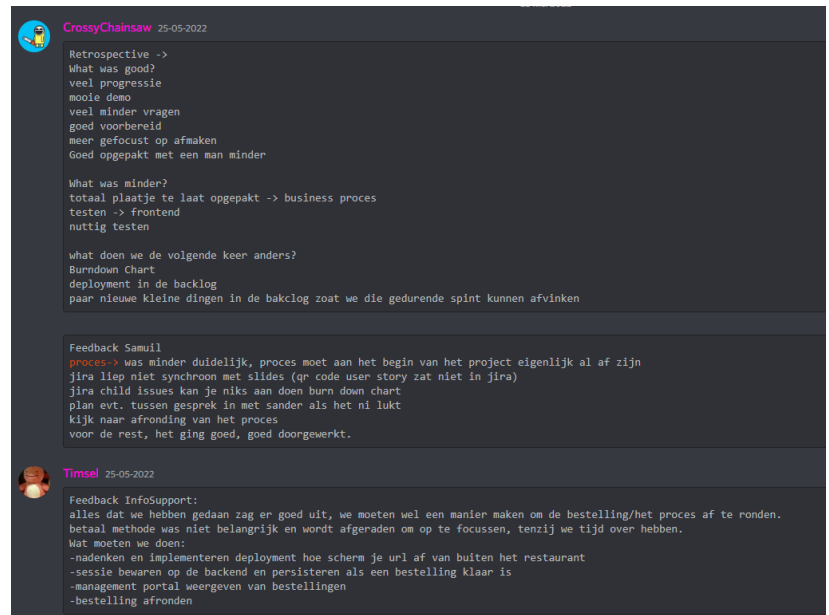 CrossyChainsaw 25-05-2022
Retrospective ->
What was good?
veel progressie
mooie demo
veel minder vragen
goed voorbereid
meer gefocust op afmaken
Goed opgepakt met een man minder
What was minder?
totaal plaatje te laat opgepakt -> business proces
testen -> frontend
nuttig testen
what doen we de volgende keer anders?
Burndown Chart
deployment in de backlog
paar nieuwe kleine dingen in de bakclog zoat we die gedurende spint kunnen afvinken
Feedback Samuil
proces-> was minder duidelijk, proces moet aan het begin van het project eigenlijk al af zijn
jira liep niet synchroon met slides (qr code user story zat niet in jira)
jira child issues kan je niks aan doen burn down chart
plan evt. tussen gesprek in met sander als het ni lukt
kijk naar afronding van het proces
voor de rest, het ging goed, goed doorgewerkt.
Timsel 25-05-2022
Feedback InfoSupport:
alles dat we hebben gedaan zag er goed uit, we moeten wel een manier maken om de bestelling/het proces af te ronden.
betaal methode was niet belangrijk en wordt afgeraden om op te focussen, tenzij we tijd over hebben.
Wat moeten we doen:
-nadenken en implementeren deployment hoe scherm je url af van buiten het restaurant
-sessie bewaren op de backend en persisteren als een bestelling klaar is
-management portal weergeven van bestellingen
-bestelling afronden